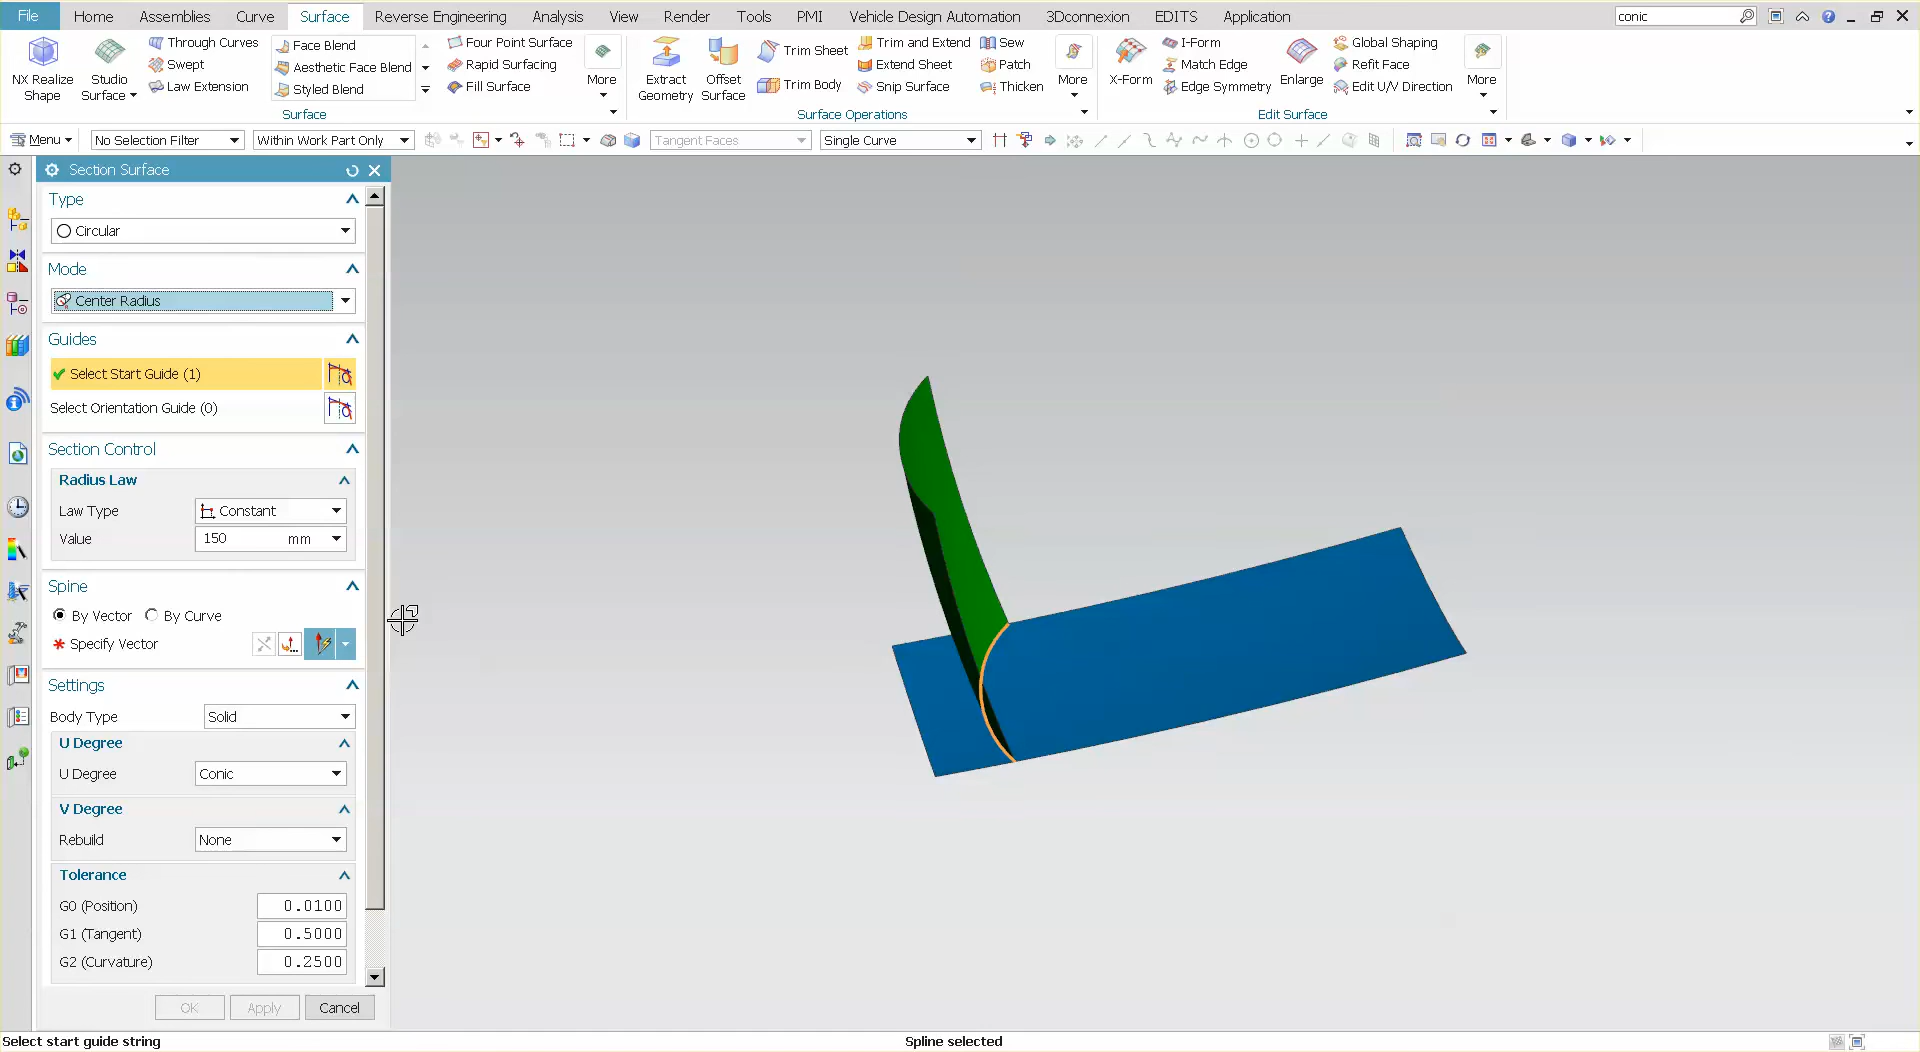 File Home Assemblies Curve Surface Reverse Engineering Analysis View Render Tools PMI Vehicle Design Automation 3Dconnexion EDITS Application conic
NX Realize Shape
Studio Surface
Through Curves
Swept
Law Extension
Face Blend
Aesthetic Face Blend
Styled Blend
Four Point Surface
Rapid Surfacing
Fill Surface
More
Surface
Extract Geometry
Offset Surface
Trim Sheet
Trim Body
Trim and Extend
Extend Sheet
Snip Surface
Sew
Patch
Thicken
More
Surface Operations
X-Form
I-Form
Match Edge
Edge Symmetry
Enlarge
Global Shaping
Refit Face
Edit U/V Direction
More
Edit Surface
Menu No Selection Filter Within Work Part Only Tangent Faces Single Curve
Section Surface
Type
Circular
Mode
Center Radius
Guides
Select Start Guide (1)
Select Orientation Guide (0)
Section Control
Radius Law
Law Type Constant
Value 150 mm
Spine
By Vector By Curve
* Specify Vector
Settings
Body Type Solid
U Degree
U Degree Conic
V Degree
Rebuild None
Tolerance
G0 (Position) 0.0100
G1 (Tangent) 0.5000
G2 (Curvature) 0.2500
OK Apply Cancel
Select start guide string Spline selected